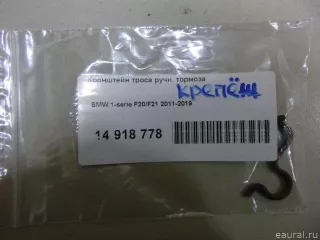 Кронштейн троса ручн. тормоза
крепёж
BMW 1-serie F20/F21 2011-2019
14 918 778
eaural.ru